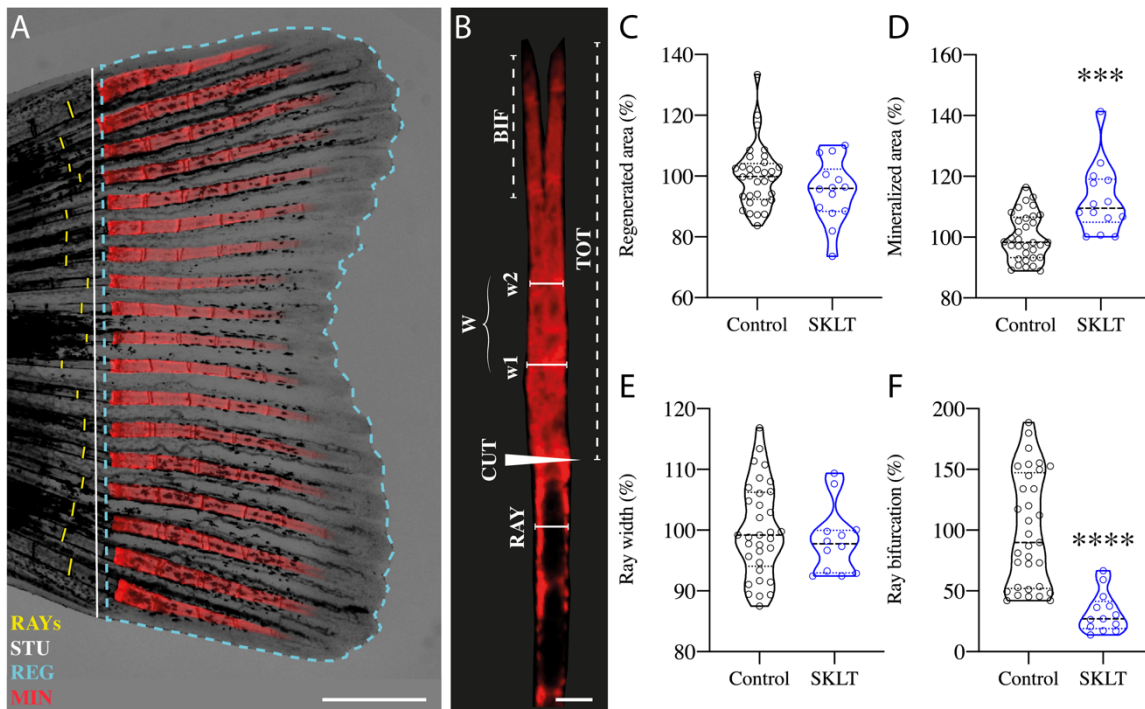 A
RAYs
STU
REG
MIN
B
BIF
TOT
W
w2
w1
CUT
RAY
C
Regenerated area (%)
140
120
100
80
60
Control
SKLT
D
Mineralized area (%)
160
140
120
100
80
***
Control
SKLT
E
Ray width (%)
120
110
100
90
80
Control
SKLT
F
Ray bifurcation (%)
200
150
100
50
0
****
Control
SKLT